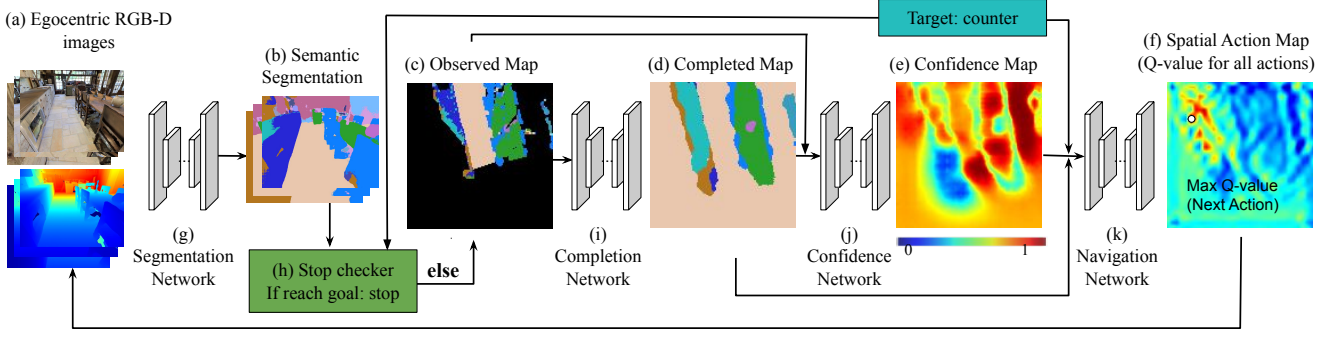 (a) Egocentric RGB-D
images
(b) Semantic
Segmentation
(c) Observed Map
(d) Completed Map
(e) Confidence Map
Target: counter
(f) Spatial Action Map
(Q-value for all actions)
(g)
Segmentation
Network
(h) Stop checker
If reach goal: stop
else
(i)
Completion
Network
(j)
Confidence
Network
0
1
(k)
Navigation
Network
Max Q-value
(Next Action)